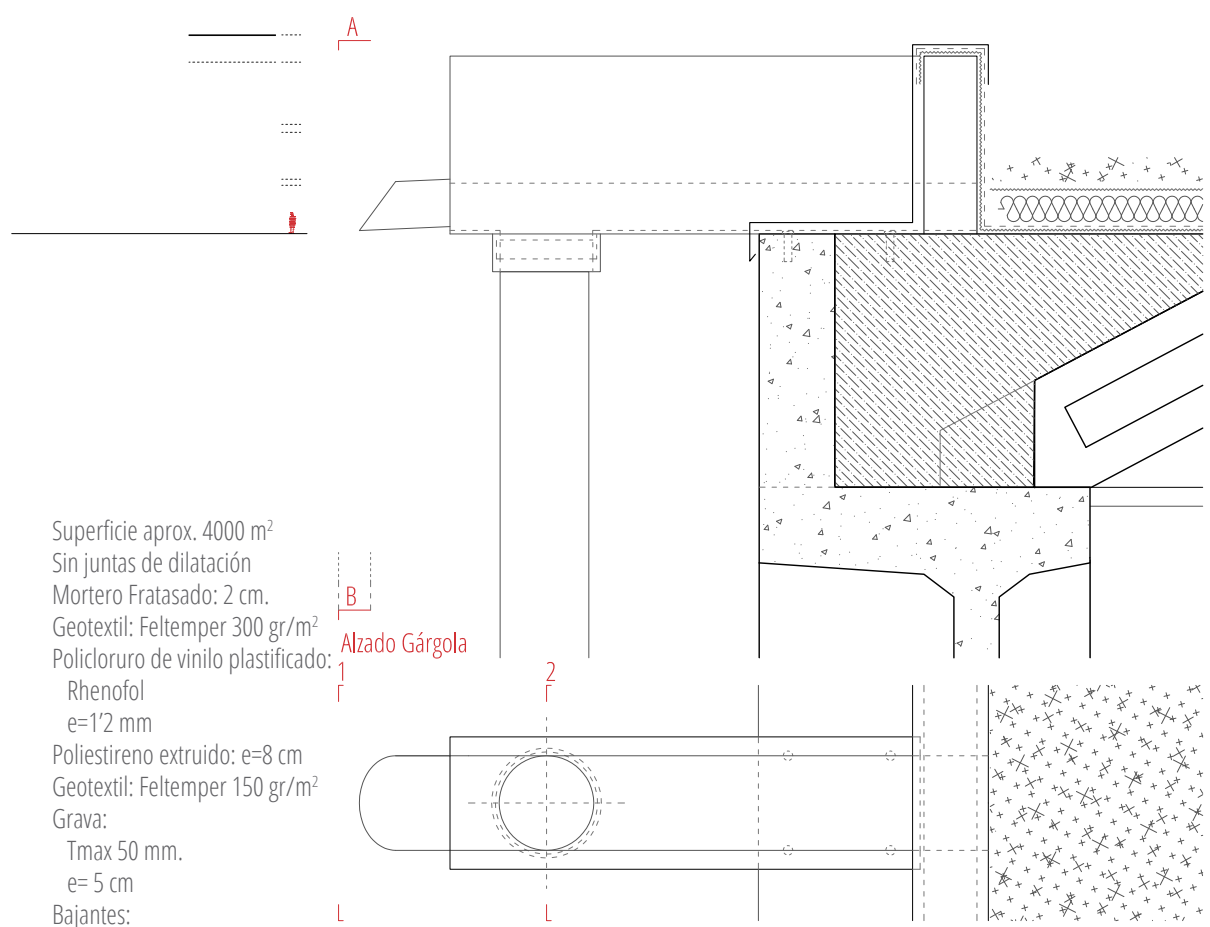 A
Superficie aprox. 4000 m²
Sin juntas de dilatación
Mortero Fratasado: 2 cm.
Geotextil: Feltemper 300 gr/m²
Policloruro de vinilo plastificado:
Rhenofol
e=1'2 mm
Poliestireno extruido: e=8 cm
Geotextil: Feltemper 150 gr/m²
Grava:
Tmax 50 mm.
e= 5 cm
Bajantes:
B
Alzado Gárgola
1
2